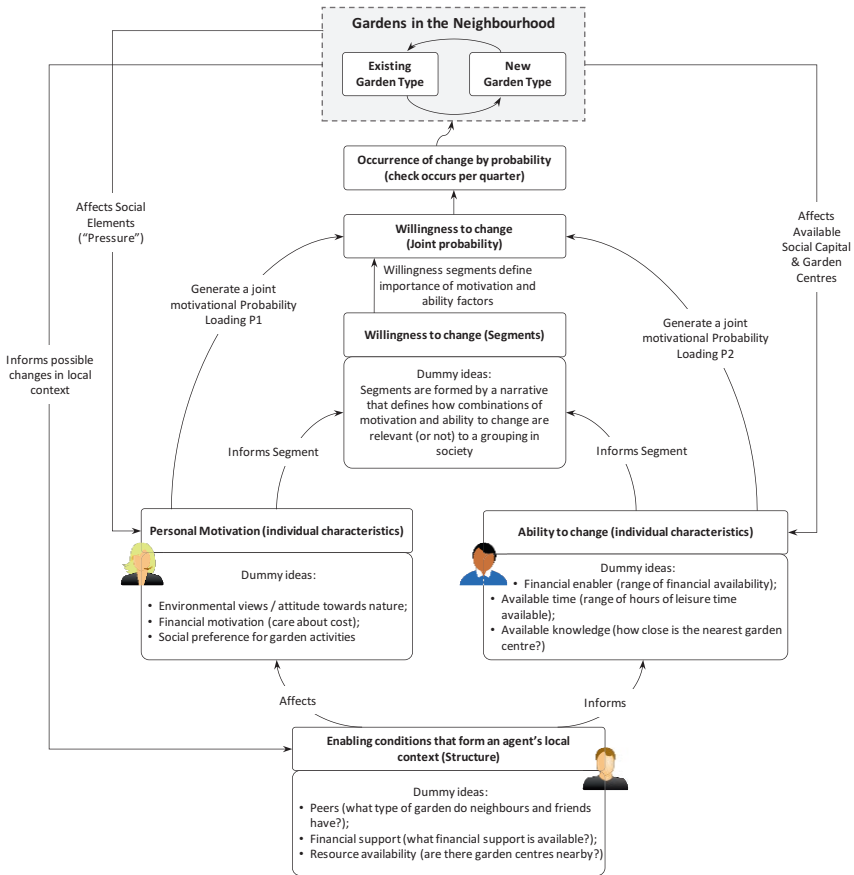 Gardens in the Neighbourhood
Existing
Garden Type
New
Garden Type
Occurrence of change by probability
(check occurs per quarter)
Affects Social
Elements
(“Pressure”)
Willingness to change
(Joint probability)
Affects
Available
Social Capital
& Garden
Centres
Willingness segments define
importance of motivation and
ability factors
Generate a joint
motivational Probability
Loading P1
Generate a joint
motivational Probability
Loading P2
Informs possible
changes in local
context
Willingness to change (Segments)
Dummy ideas:
Segments are formed by a narrative
that defines how combinations of
motivation and ability to change are
relevant (or not) to a grouping in
society
Informs Segment
Informs Segment
Personal Motivation (individual characteristics)
Dummy ideas:
• Environmental views / attitude towards nature;
• Financial motivation (care about cost);
• Social preference for garden activities
Ability to change (individual characteristics)
Dummy ideas:
• Financial enabler (range of financial availability);
• Available time (range of hours of leisure time
available);
• Available knowledge (how close is the nearest garden
centre?)
Affects
Informs
Enabling conditions that form an agent’s local
context (Structure)
Dummy ideas:
• Peers (what type of garden do neighbours and friends
have?);
• Financial support (what financial support is available?);
• Resource availability (are there garden centres nearby?)